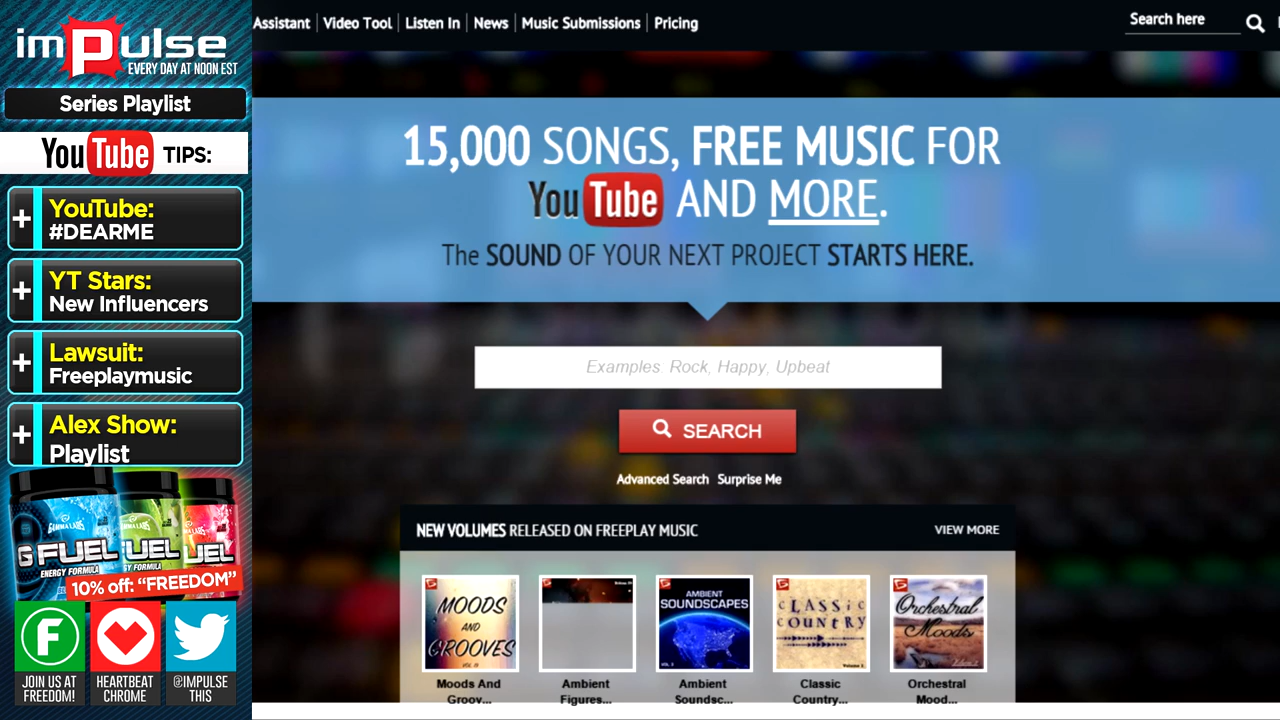 imPulse
EVERY DAY AT NOON EST
Series Playlist
YouTube TIPS:
+ YouTube:
#DEARME
+ YT Stars:
New Influencers
+ Lawsuit:
Freeplaymusic
+ Alex Show:
Playlist
GAMMA LABS
G FUEL
ENERGY FORMULA
10% off: “FREEDOM”
JOIN US AT
FREEDOM!
HEARTBEAT
CHROME
@IMPULSE
THIS
Assistant | Video Tool | Listen In | News | Music Submissions | Pricing
Search here
15,000 SONGS, FREE MUSIC FOR
YouTube AND MORE.
The SOUND OF YOUR NEXT PROJECT STARTS HERE.
Examples. Rock, Happy, Upbeat
SEARCH
Advanced Search Surprise Me
NEW VOLUMES RELEASED ON FREEPLAY MUSIC
VIEW MORE
MOODS
AND
GROOVES
VOL. 19
AMBIENT
SOUNDSCAPES
CLASSIC
COUNTRY
Orchestral
Moods
Moods And
Groov...
Ambient
Figures...
Ambient
Soundsc...
Classic
Country...
Orchestral
Mood...